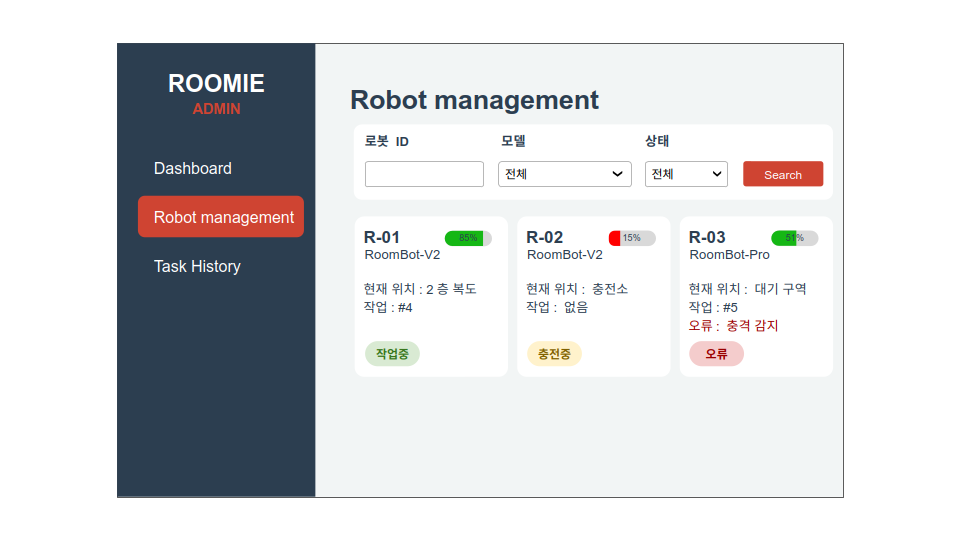 ROOMIE
ADMIN
Dashboard
Robot management
Task History
Robot management
로봇 ID 모델 상태
전체 전체 Search
R-01 85%
RoomBot-V2
현재 위치 : 2 층 복도
작업 : #4
작업중
R-02 15%
RoomBot-V2
현재 위치 : 충전소
작업 : 없음
충전중
R-03 51%
RoomBot-Pro
현재 위치 : 대기 구역
작업 : #5
오류 : 충격 감지
오류